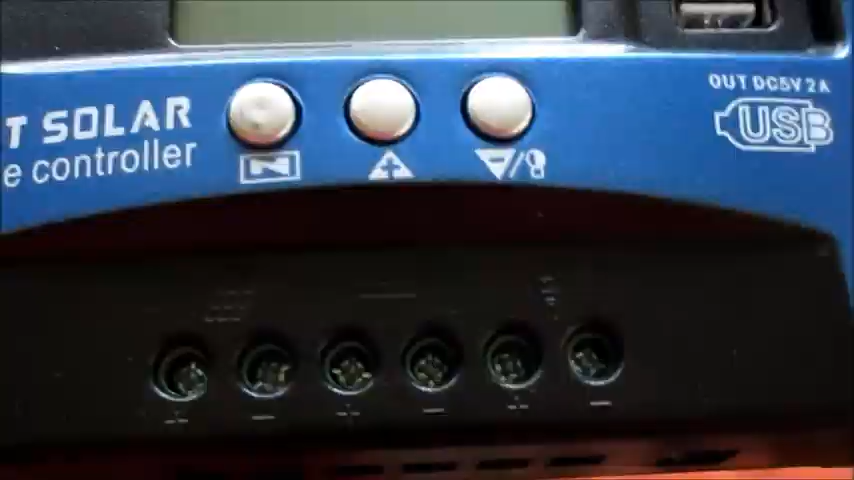 T SOLAR
e controller
OUT DC5V 2A
USB
+ - + - + -